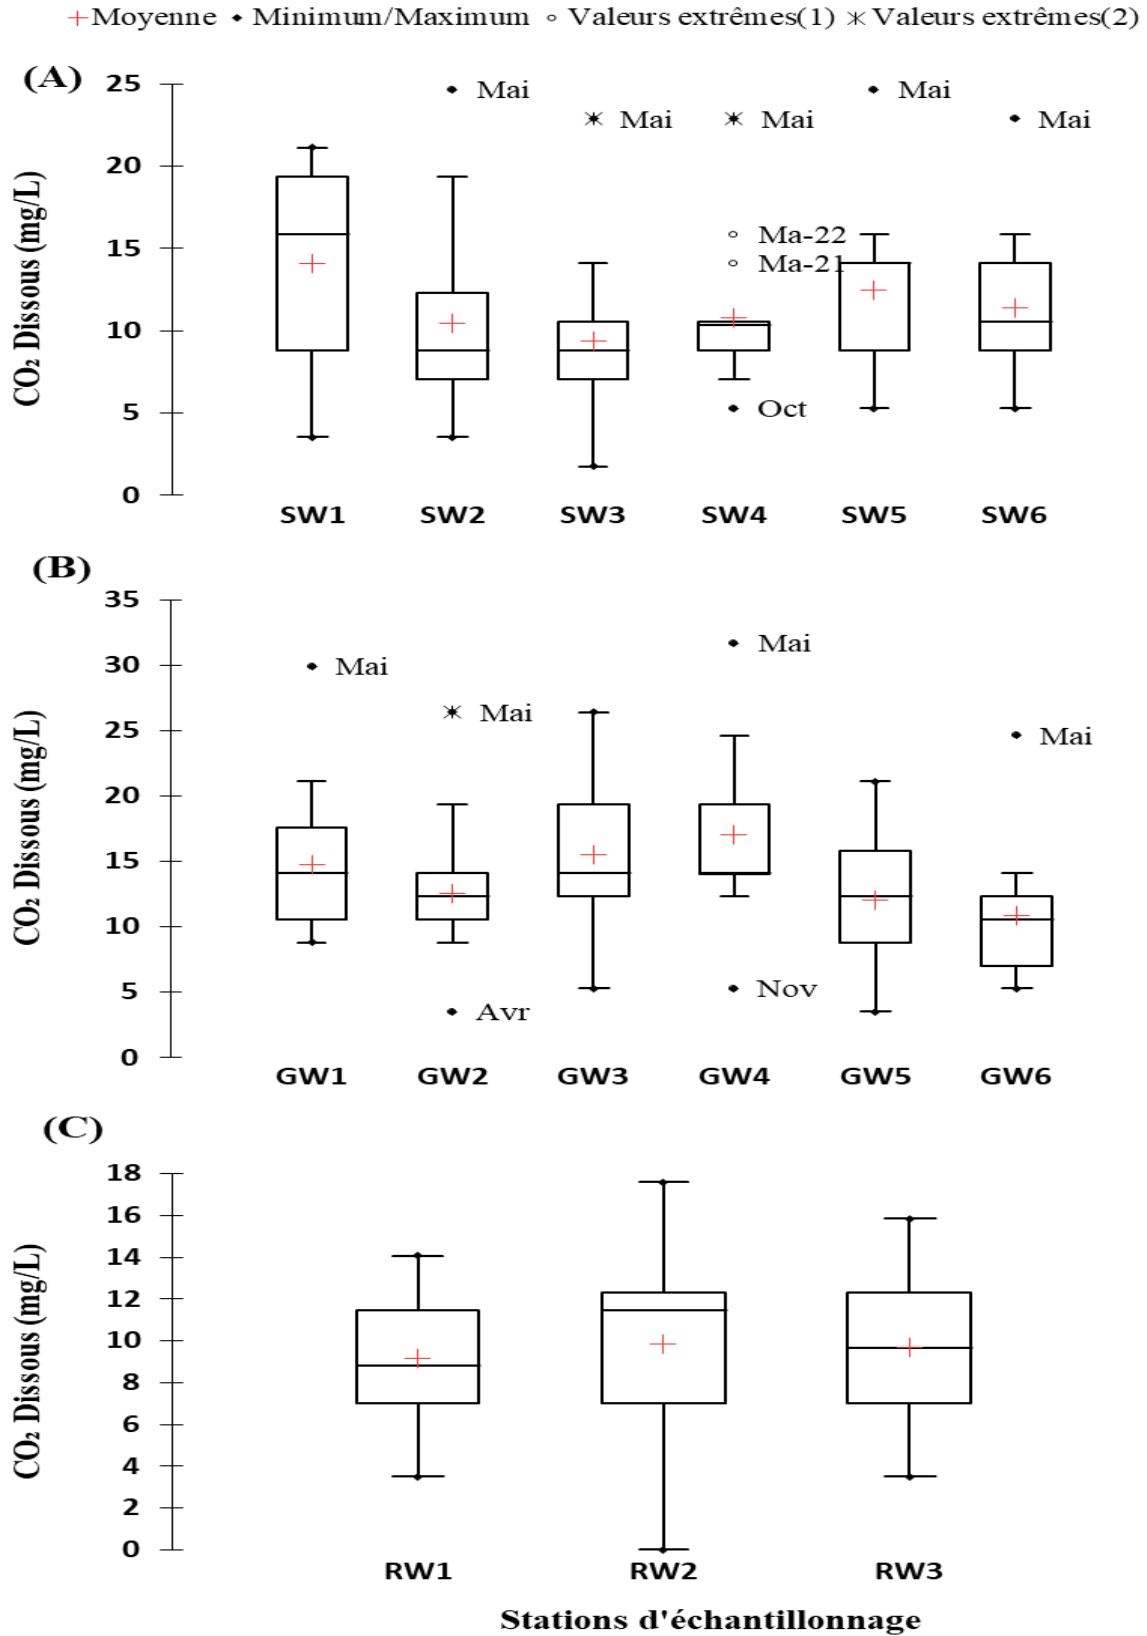 Moyenne Minimum/Maximum Valeurs extrêmes(1) Valeurs extrêmes(2)
(A)
CO₂ Dissous (mg/L)
25
20
15
10
5
0
Mai
Mai
Mai
Mai
Mai
Ma-22
Ma-21
Oct
SW1 SW2 SW3 SW4 SW5 SW6
(B)
CO₂ Dissous (mg/L)
35
30
25
20
15
10
5
0
Mai
Mai
Mai
Mai
Avr
Nov
GW1 GW2 GW3 GW4 GW5 GW6
(C)
CO₂ Dissous (mg/L)
18
16
14
12
10
8
6
4
2
0
RW1 RW2 RW3
Stations d'échantillonnage